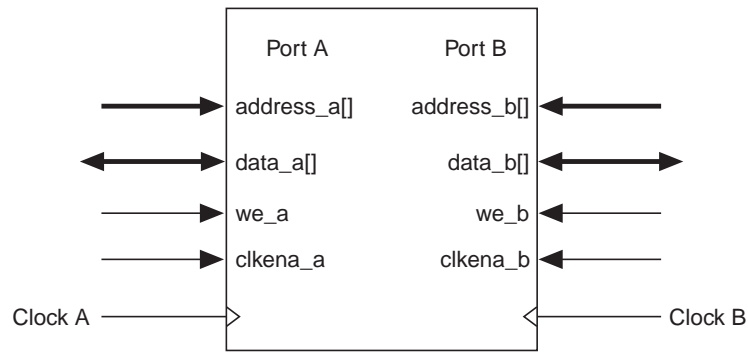 Port A Port B
address_a[] address_b[]
data_a[] data_b[]
we_a we_b
clkena_a clkena_b
Clock A Clock B